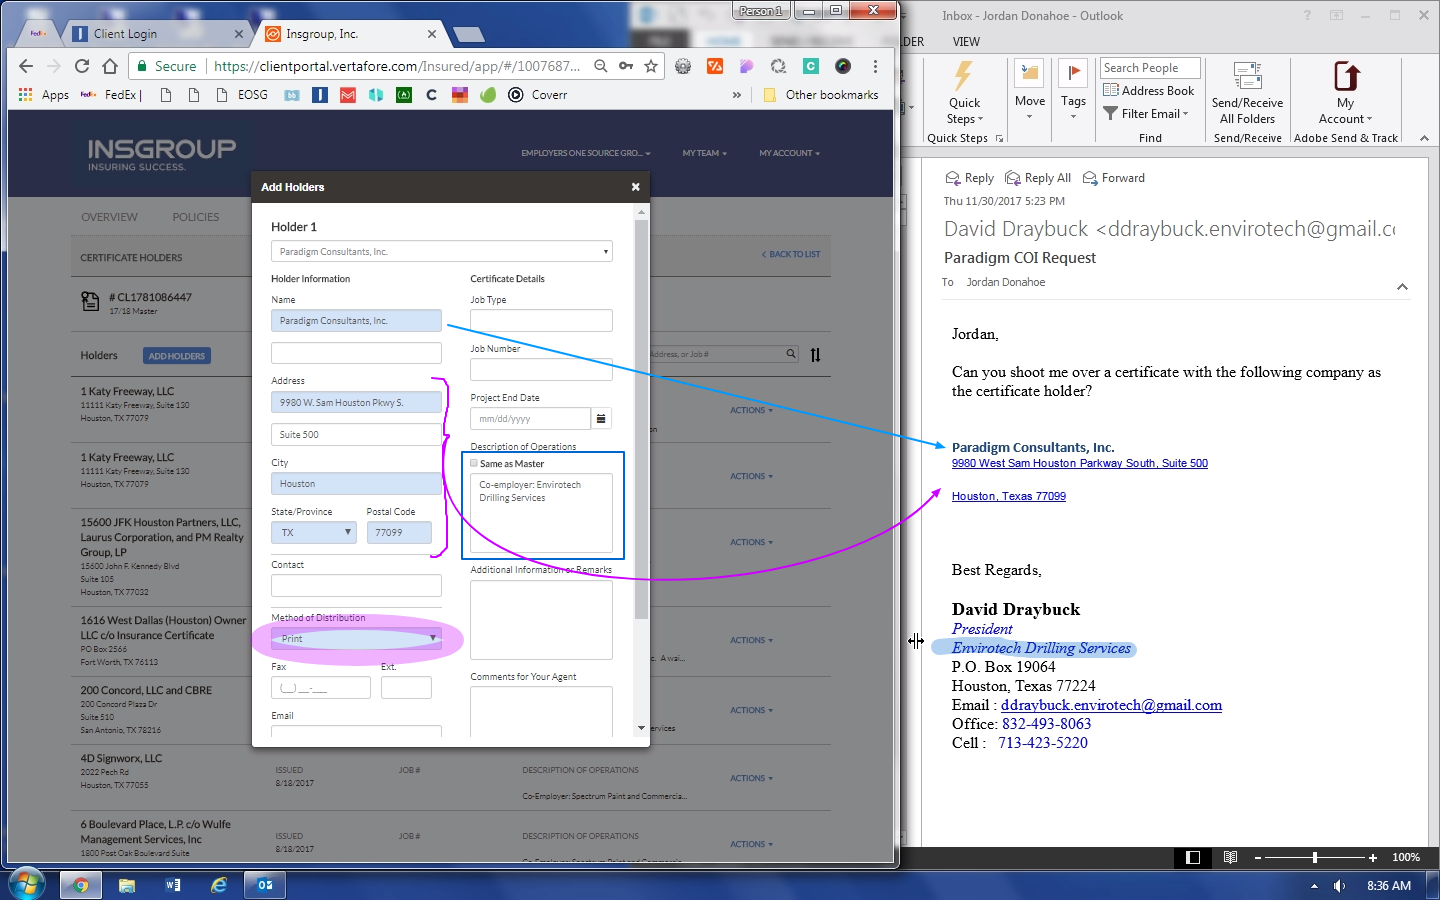 Person 1
FedEx
Client Login
Insgroup, Inc.
Secure
https://clientportal.vertafore.com/Insured/app/#/1007687...
Apps
FedEx |
EOSG
Coverr
»
Other bookmarks
INSGROUP
INSURING SUCCESS.
EMPLOYERS ONE SOURCE GRO...
MY TEAM
MY ACCOUNT
OVERVIEW
POLICIES
CERTIFICATE HOLDERS
< BACK TO LIST
# CL1781086447
17/18 Master
Holders
ADD HOLDERS
Address, or Job #
1 Katy Freeway, LLC
11111 Katy Freeway, Suite 130
Houston, TX 77079
ACTIONS
1 Katy Freeway, LLC
11111 Katy Freeway, Suite 130
Houston, TX 77079
ACTIONS
15600 JFK Houston Partners, LLC,
Laurus Corporation, and PM Realty
Group, LP
15600 John F. Kennedy Blvd
Suite 105
Houston, TX 77032
ACTIONS
1616 West Dallas (Houston) Owner
LLC c/o Insurance Certificate
PO Box 2566
Fort Worth, TX 76113
ACTIONS
200 Concord, LLC and CBRE
200 Concord Plaza Dr
Suite 510
San Antonio, TX 78216
ACTIONS
4D Signworx, LLC
2022 Pech Rd
Houston, TX 77055
ISSUED
8/18/2017
JOB #
DESCRIPTION OF OPERATIONS
Co-Employer: Spectrum Paint and Commercia...
ACTIONS
6 Boulevard Place, L.P. c/o Wulfe
Management Services, Inc
1800 Post Oak Boulevard Suite
ISSUED
8/18/2017
JOB #
DESCRIPTION OF OPERATIONS
ACTIONS
Add Holders
×
Holder 1
Paradigm Consultants, Inc.
Holder Information
Name
Paradigm Consultants, Inc.
Address
9980 W. Sam Houston Pkwy S.
Suite 500
City
Houston
State/Province
Postal Code
TX
77099
Contact
Method of Distribution
Print
Fax
Ext.
(__) __-___
Email
Certificate Details
Job Type
Job Number
Project End Date
mm/dd/yyyy
Description of Operations
Same as Master
Co-employer: Envirotech
Drilling Services
Additional Information or Remarks
Comments for Your Agent
Inbox - Jordan Donahoe - Outlook
?
VIEW
Quick
Steps
Quick Steps
Move
Tags
Search People
Address Book
Filter Email
Find
Send/Receive
All Folders
Send/Receive
My
Account
Adobe Send & Track
Reply
Reply All
Forward
Thu 11/30/2017 5:23 PM
David Draybuck <ddraybuck.envirotech@gmail.cc
Paradigm COI Request
To Jordan Donahoe
Jordan,
Can you shoot me over a certificate with the following company as
the certificate holder?
Paradigm Consultants, Inc.
9980 West Sam Houston Parkway South, Suite 500
Houston, Texas 77099
Best Regards,
David Draybuck
President
Envirotech Drilling Services
P.O. Box 19064
Houston, Texas 77224
Email : ddraybuck.envirotech@gmail.com
Office: 832-493-8063
Cell : 713-423-5220
100%
8:36 AM